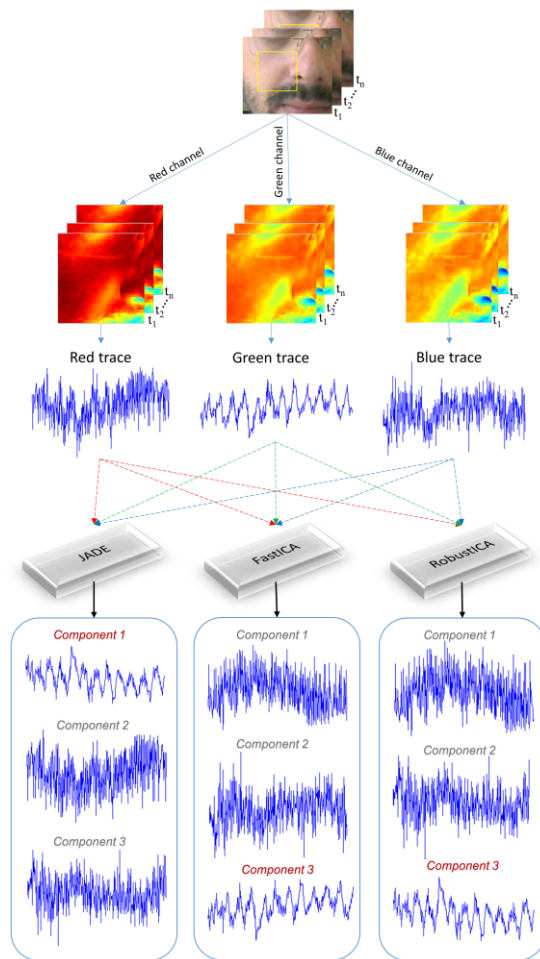 t₁
t₂
tₙ
Red channel
Green channel
Blue channel
t₁
t₂
tₙ
t₁
t₂
tₙ
t₁
t₂
tₙ
Red trace
Green trace
Blue trace
JADE
FastICA
RobustICA
Component 1
Component 2
Component 3
Component 1
Component 2
Component 3
Component 1
Component 2
Component 3